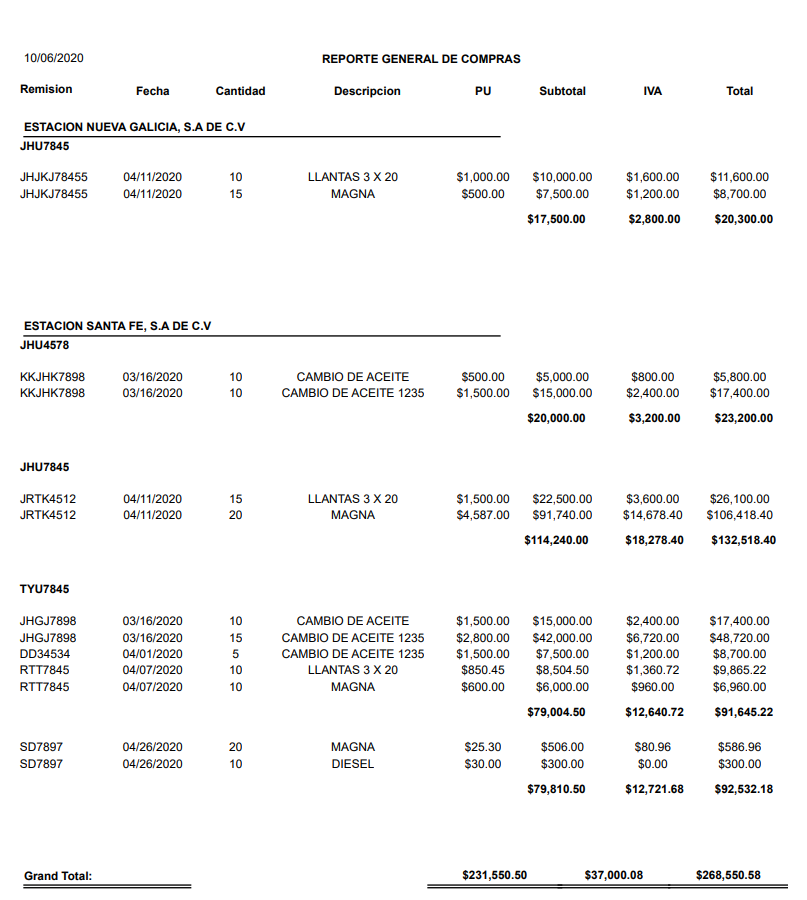 10/06/2020 REPORTE GENERAL DE COMPRAS
Remision Fecha Cantidad Descripcion PU Subtotal IVA Total
ESTACION NUEVA GALICIA, S.A DE C.V
JHU7845
JHJKJ78455 04/11/2020 10 LLANTAS 3 X 20 $1,000.00 $10,000.00 $1,600.00 $11,600.00
JHJKJ78455 04/11/2020 15 MAGNA $500.00 $7,500.00 $1,200.00 $8,700.00
$17,500.00 $2,800.00 $20,300.00
ESTACION SANTA FE, S.A DE C.V
JHU4578
KKJHK7898 03/16/2020 10 CAMBIO DE ACEITE $500.00 $5,000.00 $800.00 $5,800.00
KKJHK7898 03/16/2020 10 CAMBIO DE ACEITE 1235 $1,500.00 $15,000.00 $2,400.00 $17,400.00
$20,000.00 $3,200.00 $23,200.00
JHU7845
JRTK4512 04/11/2020 15 LLANTAS 3 X 20 $1,500.00 $22,500.00 $3,600.00 $26,100.00
JRTK4512 04/11/2020 20 MAGNA $4,587.00 $91,740.00 $14,678.40 $106,418.40
$114,240.00 $18,278.40 $132,518.40
TYU7845
JHGJ7898 03/16/2020 10 CAMBIO DE ACEITE $1,500.00 $15,000.00 $2,400.00 $17,400.00
JHGJ7898 03/16/2020 15 CAMBIO DE ACEITE 1235 $2,800.00 $42,000.00 $6,720.00 $48,720.00
DD34534 04/01/2020 5 CAMBIO DE ACEITE 1235 $1,500.00 $7,500.00 $1,200.00 $8,700.00
RTT7845 04/07/2020 10 LLANTAS 3 X 20 $850.45 $8,504.50 $1,360.72 $9,865.22
RTT7845 04/07/2020 10 MAGNA $600.00 $6,000.00 $960.00 $6,960.00
$79,004.50 $12,640.72 $91,645.22
SD7897 04/26/2020 20 MAGNA $25.30 $506.00 $80.96 $586.96
SD7897 04/26/2020 10 DIESEL $30.00 $300.00 $0.00 $300.00
$79,810.50 $12,721.68 $92,532.18
Grand Total: $231,550.50 $37,000.08 $268,550.58